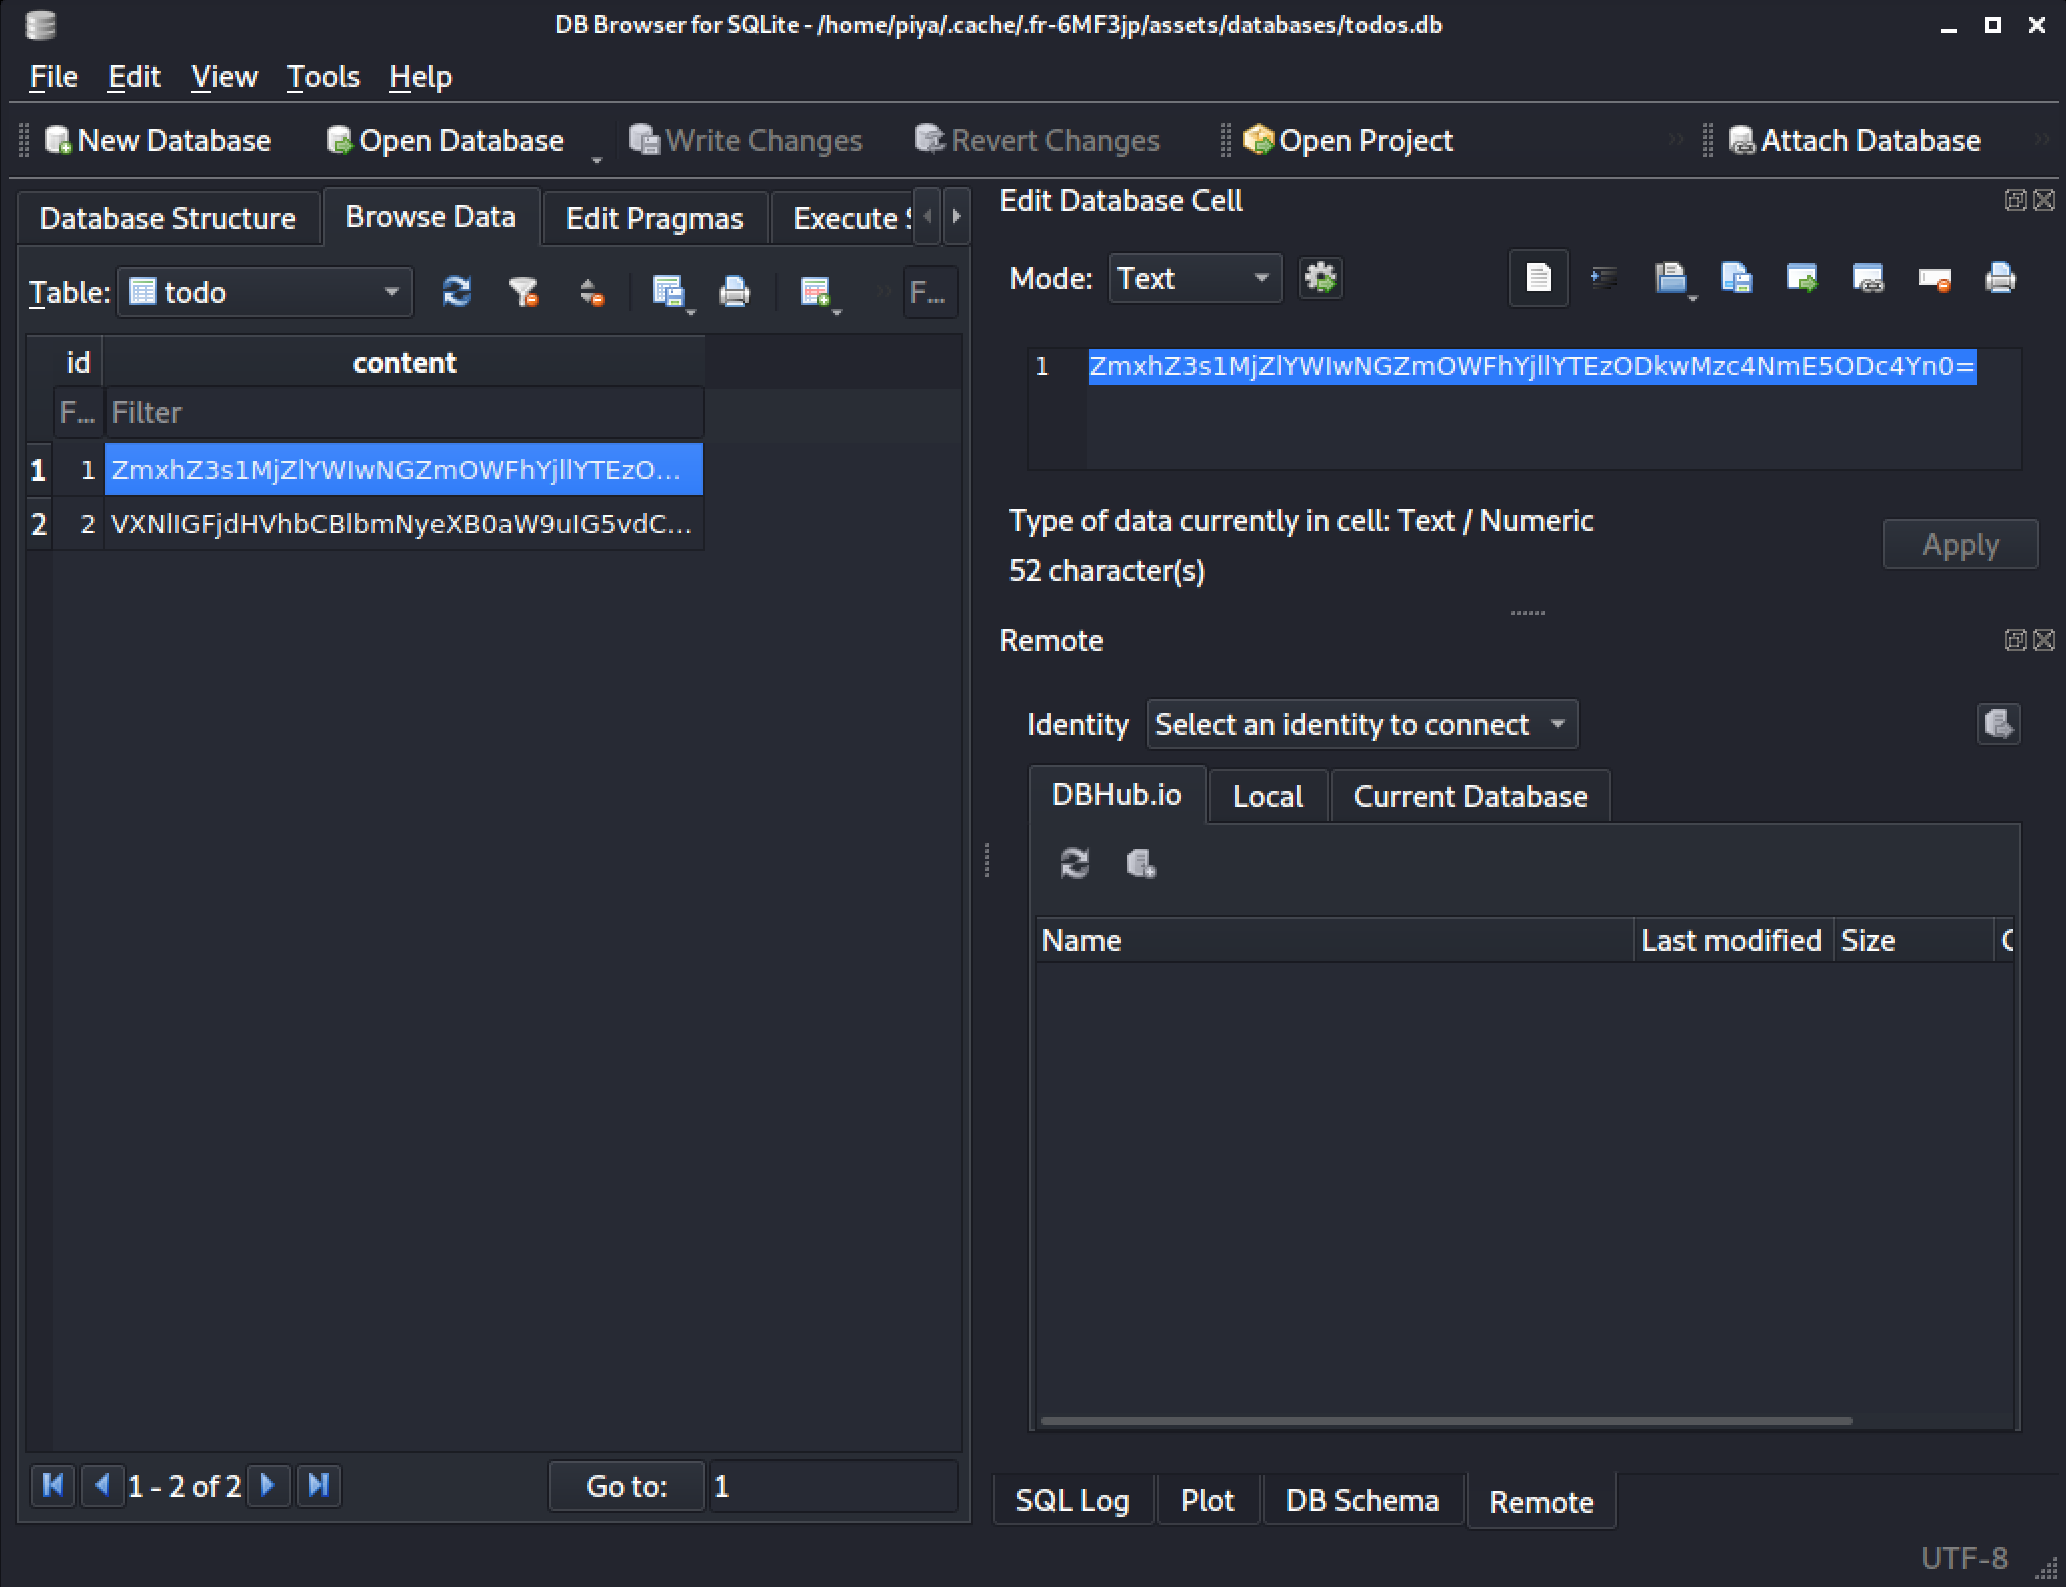 DB Browser for SQLite - /home/piya/.cache/.fr-6MF3jp/assets/databases/todos.db
File Edit View Tools Help
New Database Open Database Write Changes Revert Changes Open Project Attach Database
Database Structure Browse Data Edit Pragmas Execute S
Table: todo F...
id content
F... Filter
1 1 ZmxhZ3s1MjZlYWIwNGZmOWFhYjllYTEzO...
2 2 VXNlIGFjdHVhbCBlbmNyeXB0aW9uIG5vdC...
1 - 2 of 2 Go to: 1
Edit Database Cell
Mode: Text
1 ZmxhZ3s1MjZlYWIwNGZmOWFhYjllYTEzODkwMzc4NmE5ODc4Yn0=
Type of data currently in cell: Text / Numeric
52 character(s)
Apply
Remote
Identity Select an identity to connect
DBHub.io Local Current Database
Name Last modified Size
SQL Log Plot DB Schema Remote
UTF-8